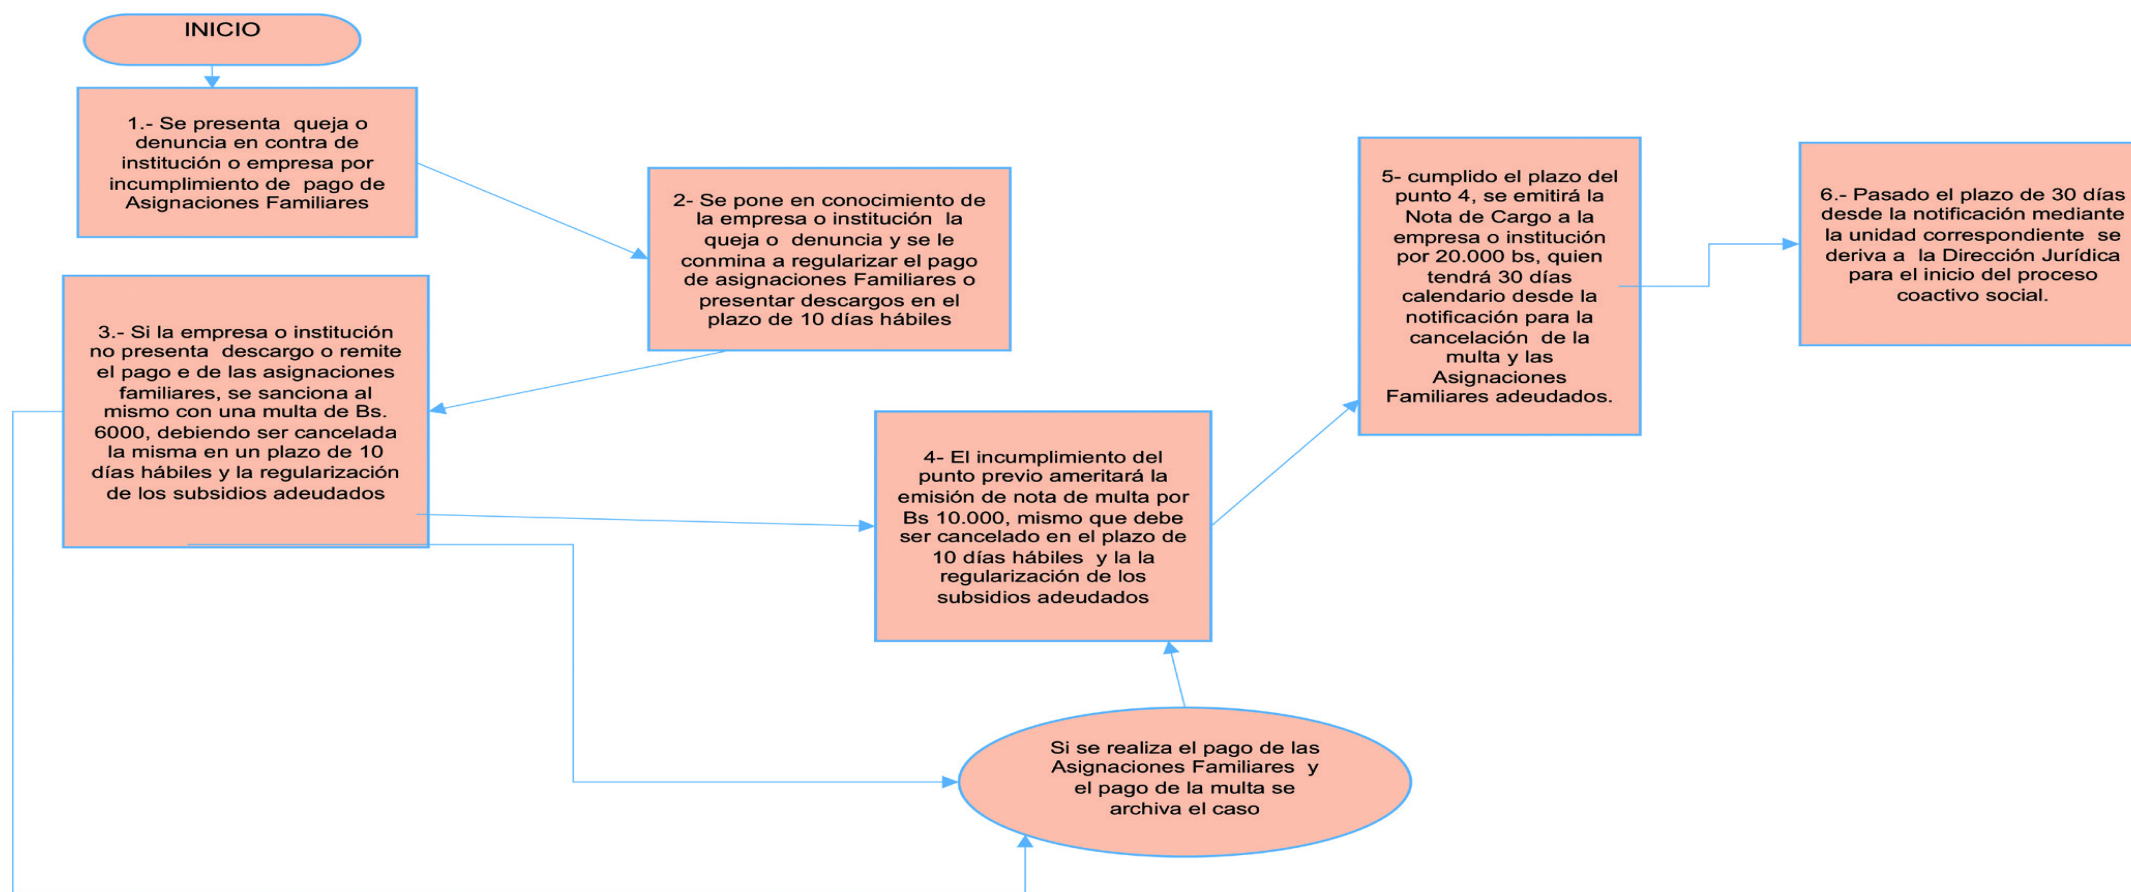 INICIO
1.- Se presenta queja o
denuncia en contra de
institución o empresa por
incumplimiento de pago de
Asignaciones Familiares
2- Se pone en conocimiento de
la empresa o institución la
queja o denuncia y se le
conmina a regularizar el pago
de asignaciones Familiares o
presentar descargos en el
plazo de 10 días hábiles
3.- Si la empresa o institución
no presenta descargo o remite
el pago e de las asignaciones
familiares, se sanciona al
mismo con una multa de Bs.
6000, debiendo ser cancelada
la misma en un plazo de 10
días hábiles y la regularización
de los subsidios adeudados
4- El incumplimiento del
punto previo ameritará la
emisión de nota de multa por
Bs 10.000, mismo que debe
ser cancelado en el plazo de
10 días hábiles y la la
regularización de los
subsidios adeudados
5- cumplido el plazo del
punto 4, se emitirá la
Nota de Cargo a la
empresa o institución
por 20.000 bs, quien
tendrá 30 días
calendario desde la
notificación para la
cancelación de la
multa y las
Asignaciones
Familiares adeudados.
6.- Pasado el plazo de 30 días
desde la notificación mediante
la unidad correspondiente se
deriva a la Dirección Jurídica
para el inicio del proceso
coactivo social.
Si se realiza el pago de las
Asignaciones Familiares y
el pago de la multa se
archiva el caso